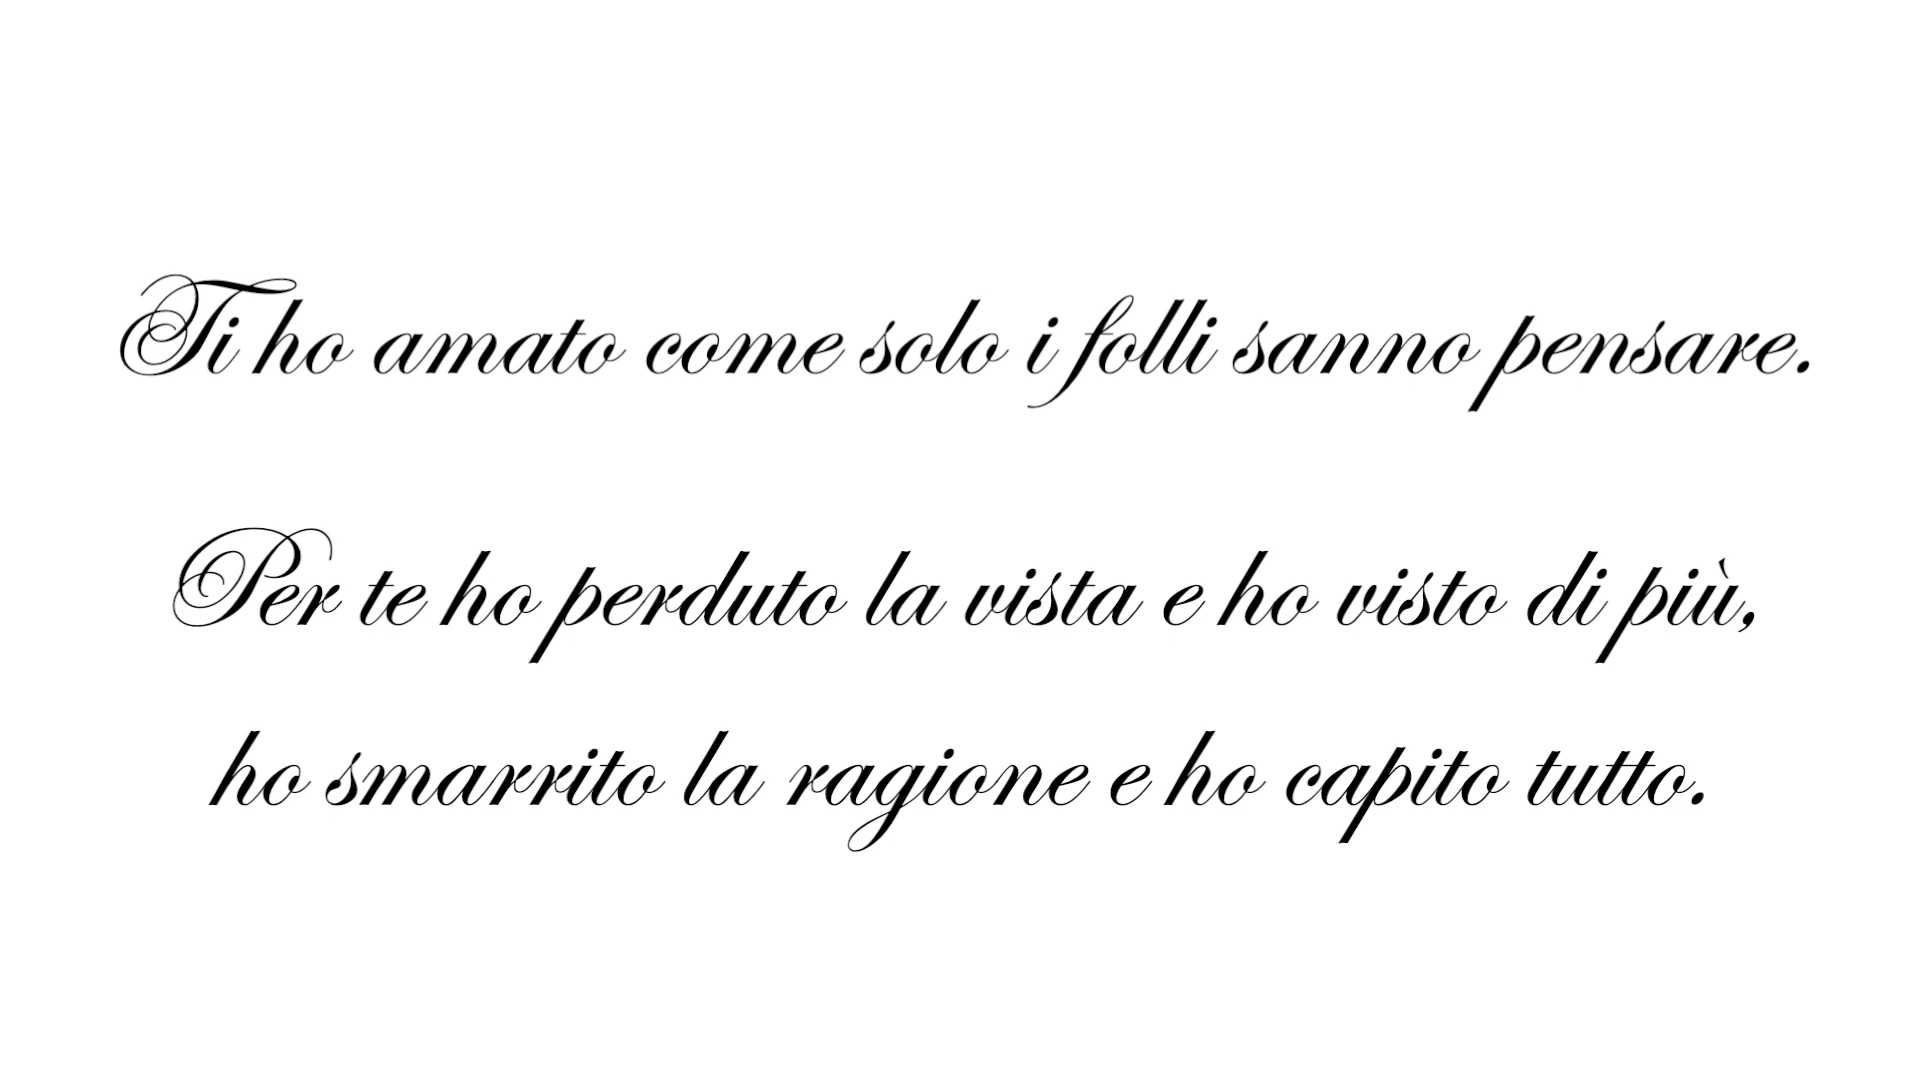 Ti ho amato come solo i folli sanno pensare.
Per te ho perduto la vista e ho visto di più,
ho smarrito la ragione e ho capito tutto.